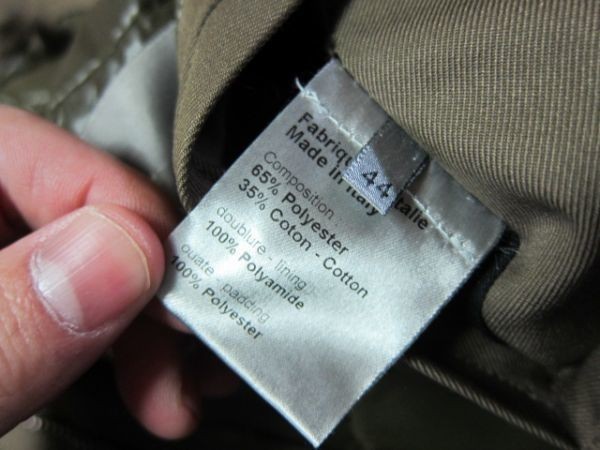 Fabriqu Italie
Made in Italy
44
Composition
65% Polyester
35% Coton - Cotton
doublure - lining
100% Polyamide
ouate - padding
100% Polyester